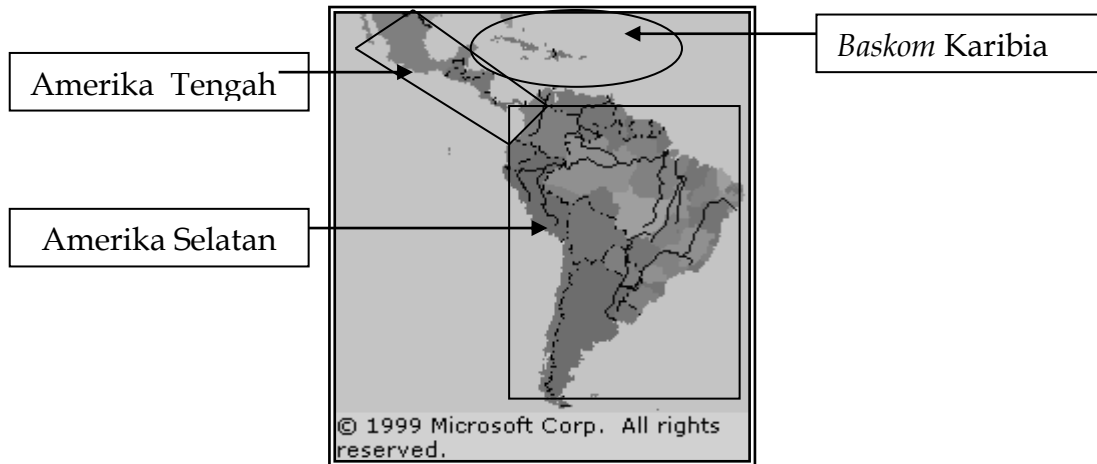 Baskom Karibia
Amerika Tengah
Amerika Selatan
© 1999 Microsoft Corp. All rights
reserved.